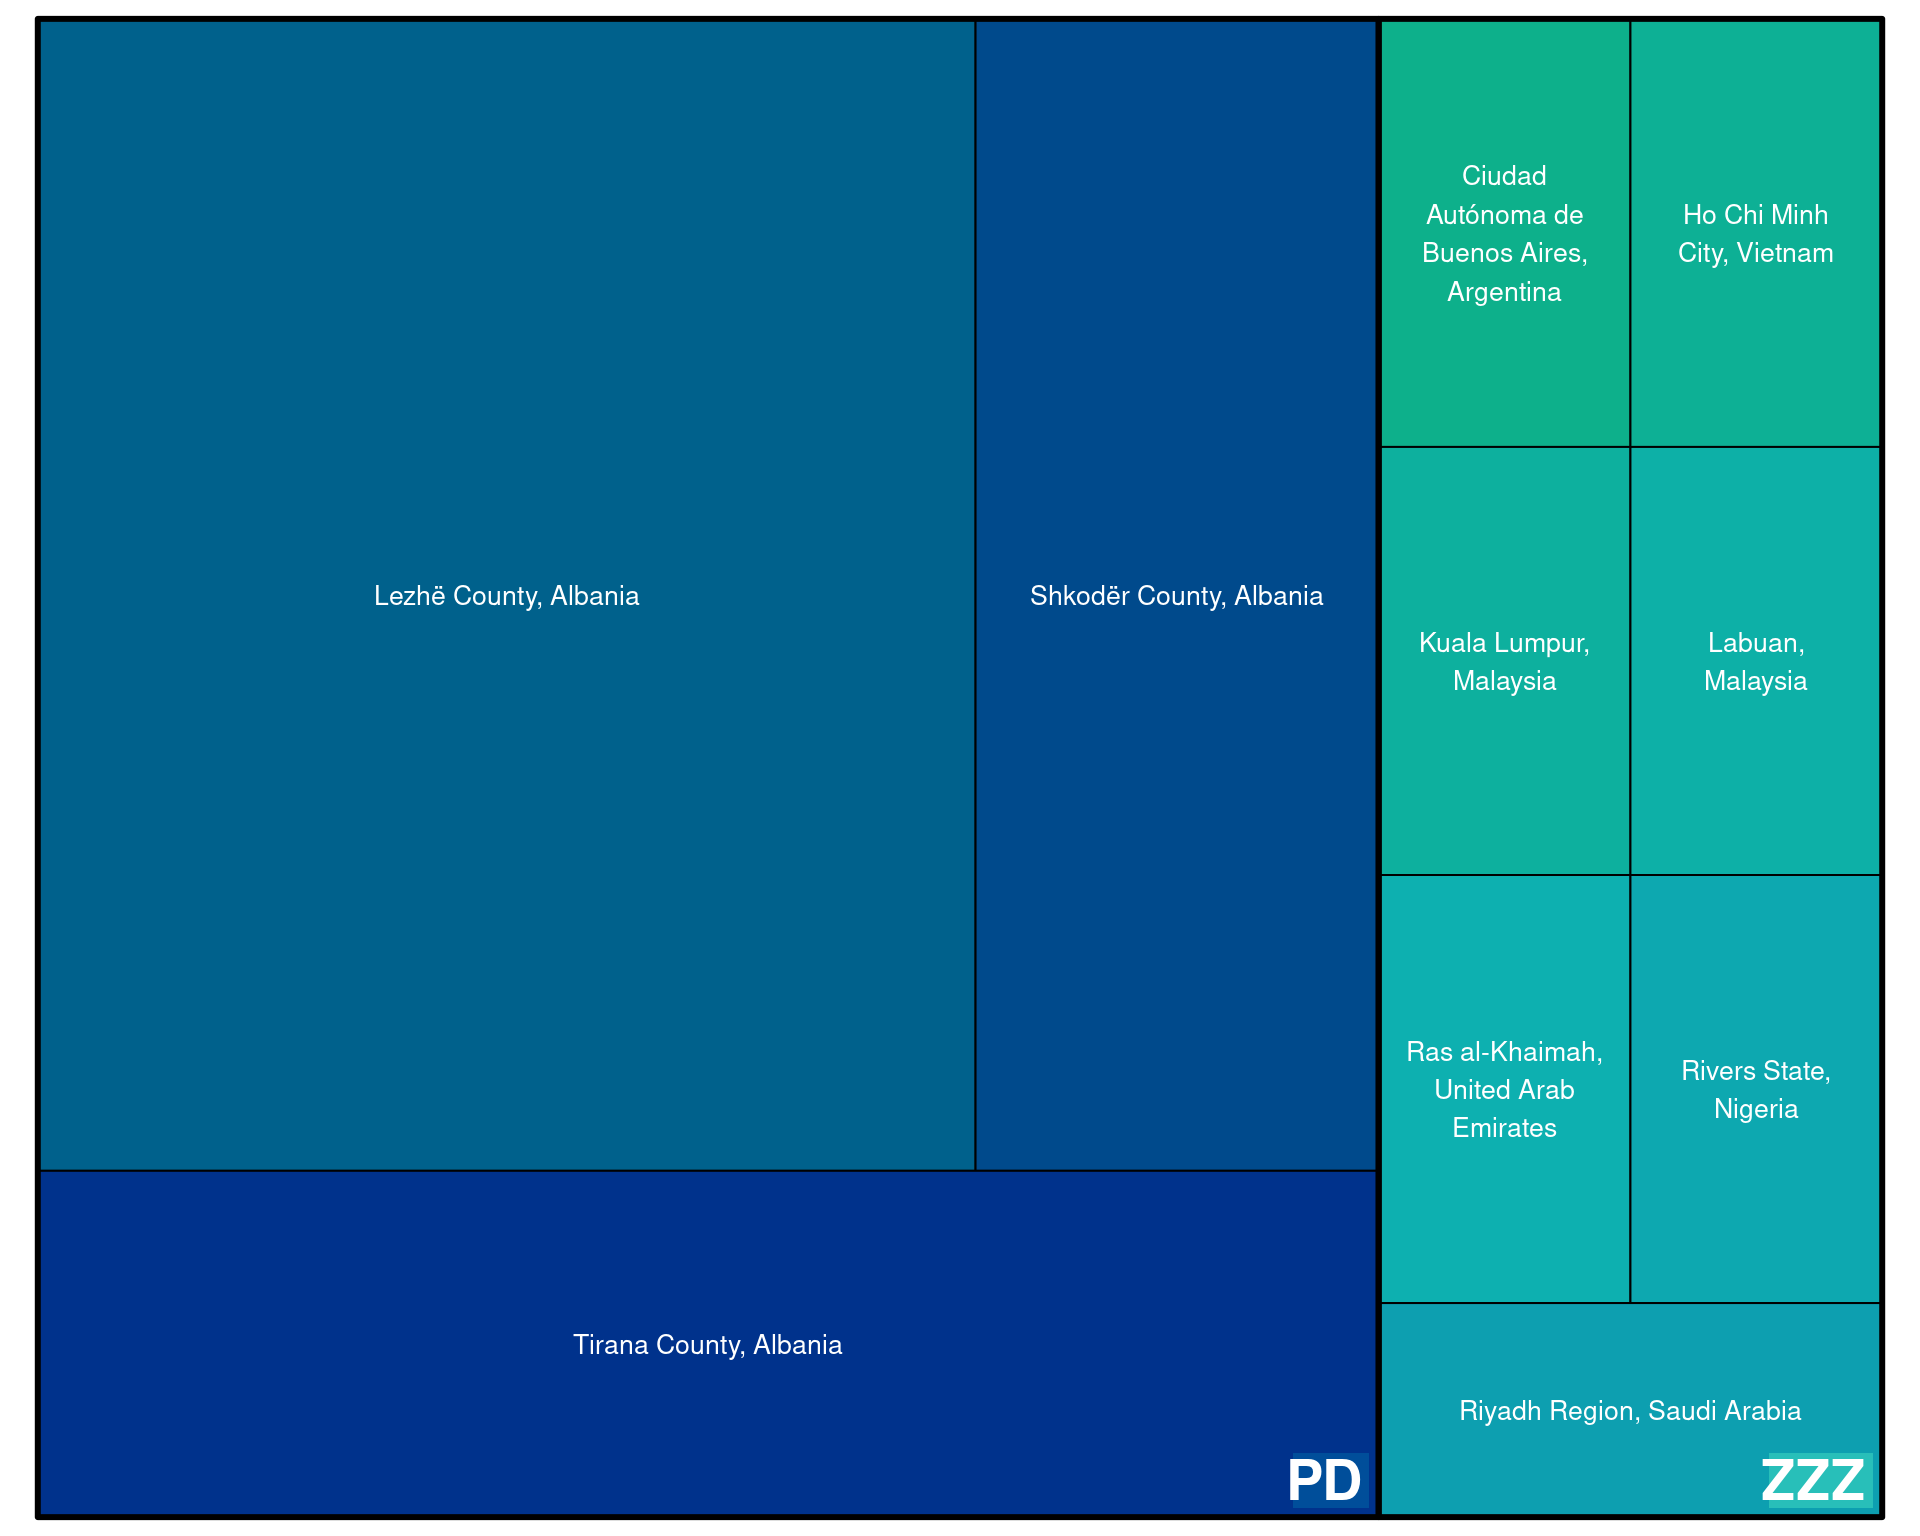 Lezhë County, Albania
Shkodër County, Albania
Tirana County, Albania
PD
Ciudad
Autónoma de
Buenos Aires,
Argentina
Ho Chi Minh
City, Vietnam
Kuala Lumpur,
Malaysia
Labuan,
Malaysia
Ras al-Khaimah,
United Arab
Emirates
Rivers State,
Nigeria
Riyadh Region, Saudi Arabia
ZZZ